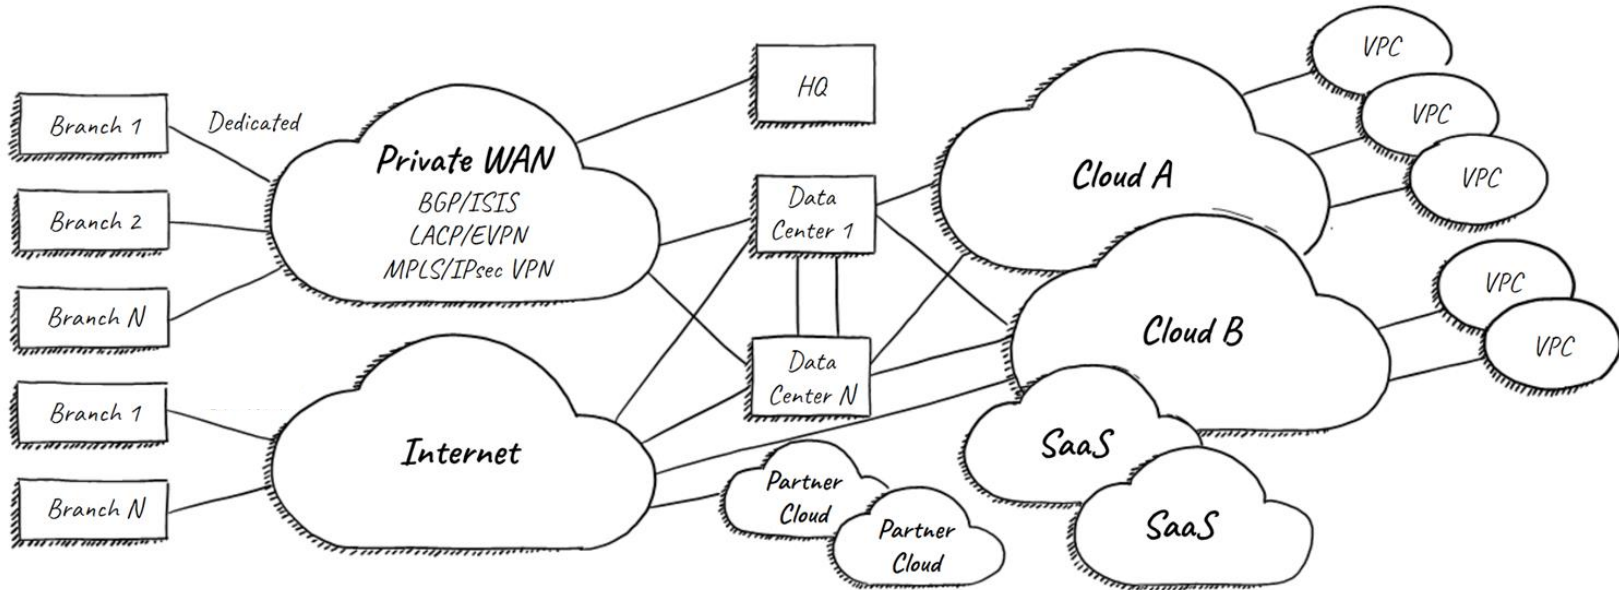 Branch 1
Branch 2
Branch N
Branch 1
Branch N
Dedicated
Private WAN
BGP/ISIS
LACP/EVPN
MPLS/IPsec VPN
Internet
HQ
Data
Center 1
Data
Center N
Partner
Cloud
Partner
Cloud
Cloud A
Cloud B
SaaS
SaaS
VPC
VPC
VPC
VPC
VPC